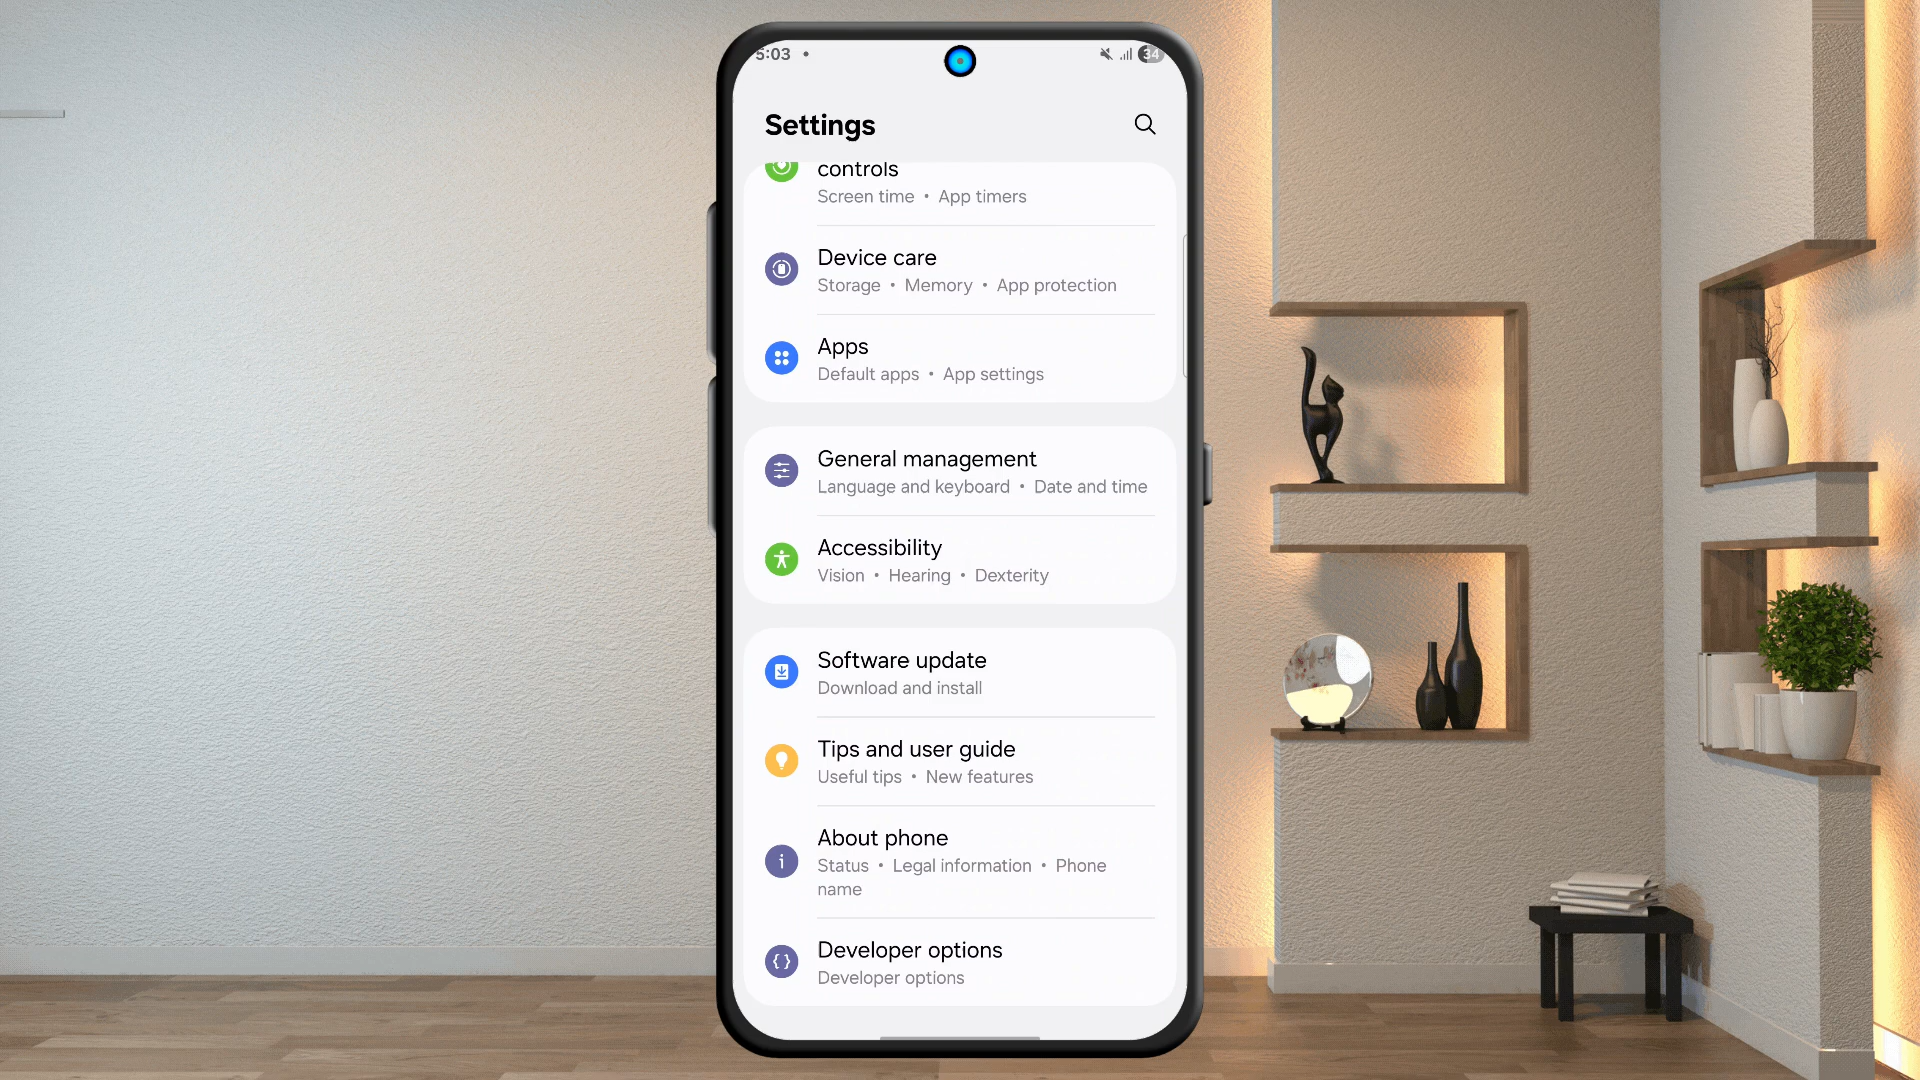 5:03 •
34
Settings
controls
Screen time • App timers
Device care
Storage • Memory • App protection
Apps
Default apps • App settings
General management
Language and keyboard • Date and time
Accessibility
Vision • Hearing • Dexterity
Software update
Download and install
Tips and user guide
Useful tips • New features
About phone
Status • Legal information • Phone
name
Developer options
Developer options